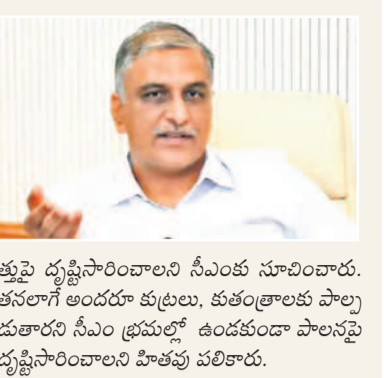 త్తుపై దృష్టిసారించాలని సీఎంకు సూచించారు.
తనలాగే అందరూ కుట్రలు, కుతంత్రాలకు పాల్ప
డుతారని సీఎం భ్రమల్లో ఉండకుండా పాలనపై
దృష్టిసారించాలని హితవు పలికారు.